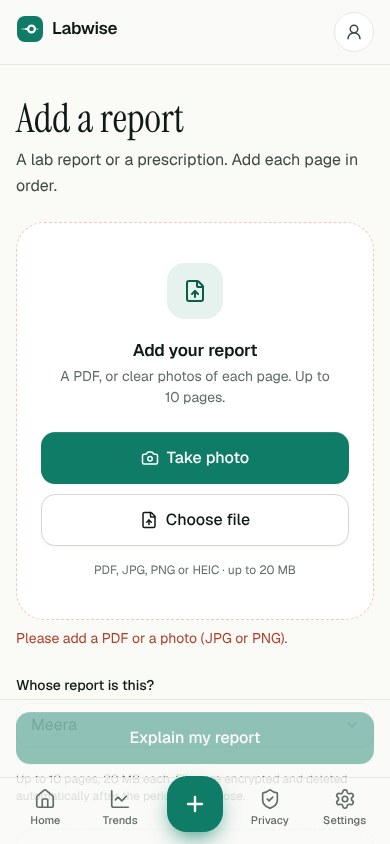 Labwise
Add a report
A lab report or a prescription. Add each page in
order.
Add your report
A PDF, or clear photos of each page. Up to
10 pages.
Take photo
Choose file
PDF, JPG, PNG or HEIC · up to 20 MB
Please add a PDF or a photo (JPG or PNG).
Whose report is this?
Meera
Explain my report
Up to 10 pages, 20 MB each. encrypted and deleted
automatically after the
Home
Trends
Privacy
Settings